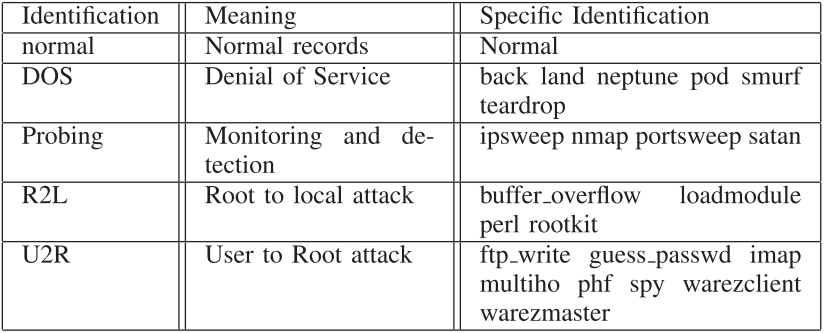 Identification Meaning Specific Identification
normal Normal records Normal
DOS Denial of Service back land neptune pod smurf
teardrop
Probing Monitoring and de- ipsweep nmap portsweep satan
tection
R2L Root to local attack buffer_overflow loadmodule
perl rootkit
U2R User to Root attack ftp_write guess_passwd imap
multiho phf spy warezclient
warezmaster